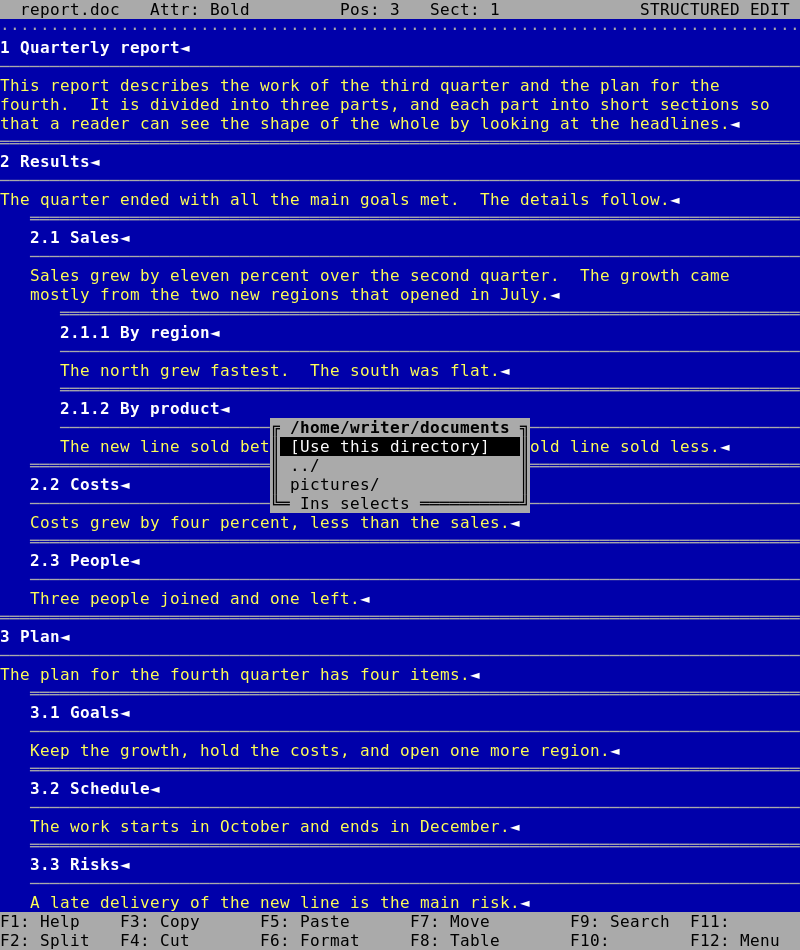 report.doc   Attr: Bold         Pos: 3   Sect: 1              STRUCTURED EDIT
1 Quarterly report◄
This report describes the work of the third quarter and the plan for the
fourth.  It is divided into three parts, and each part into short sections so
that a reader can see the shape of the whole by looking at the headlines.◄
2 Results◄
The quarter ended with all the main goals met.  The details follow.◄
2.1 Sales◄
Sales grew by eleven percent over the second quarter.  The growth came
mostly from the two new regions that opened in July.◄
2.1.1 By region◄
The north grew fastest.  The south was flat.◄
2.1.2 By product◄
/home/writer/documents
The new line sold bet [Use this directory] old line sold less.◄
../
2.2 Costs◄ pictures/
Ins selects
Costs grew by four percent, less than the sales.◄
2.3 People◄
Three people joined and one left.◄
3 Plan◄
The plan for the fourth quarter has four items.◄
3.1 Goals◄
Keep the growth, hold the costs, and open one more region.◄
3.2 Schedule◄
The work starts in October and ends in December.◄
3.3 Risks◄
A late delivery of the new line is the main risk.◄
F1: Help    F3: Copy      F5: Paste      F7: Move        F9: Search  F11:
F2: Split   F4: Cut       F6: Format     F8: Table       F10:        F12: Menu